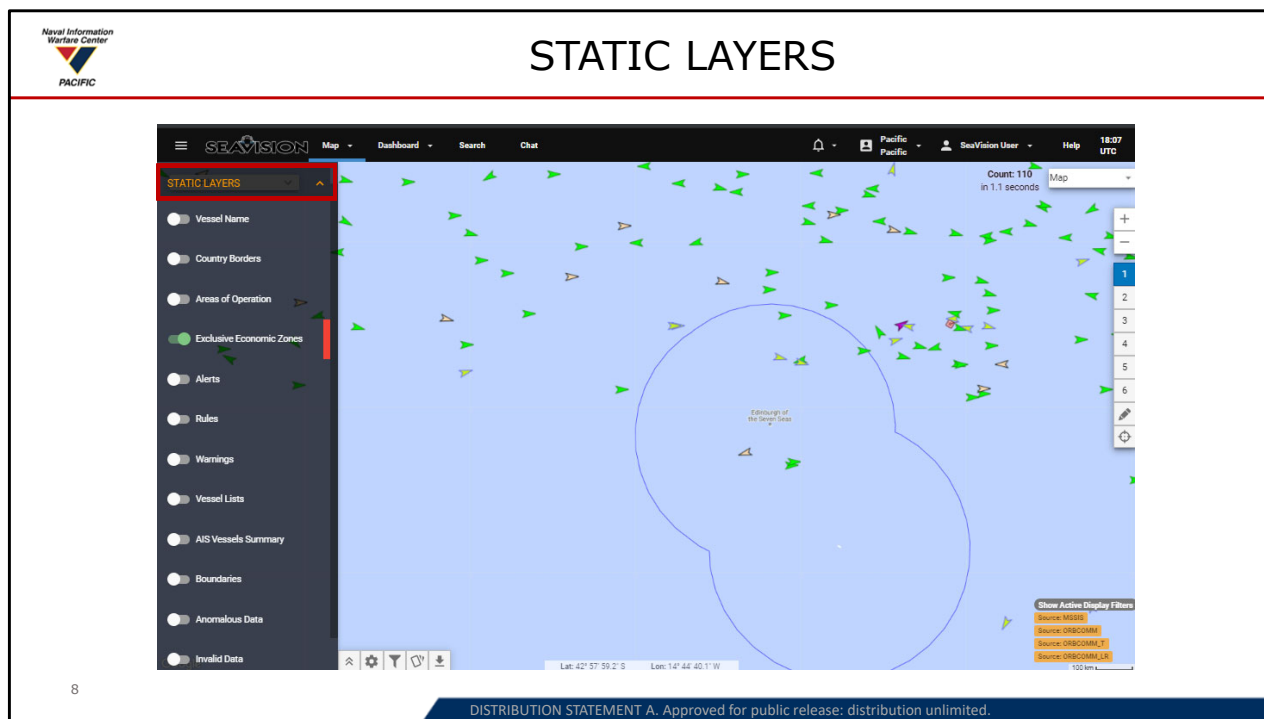 Naval Information
Warfare Center
PACIFIC
STATIC LAYERS
SEAVISION
Map
Dashboard
Search
Chat
Pacific
Pacific
SeaVision User
Help
18:07
UTC
STATIC LAYERS
Vessel Name
Country Borders
Areas of Operation
Exclusive Economic Zones
Alerts
Rules
Warnings
Vessel Lists
AIS Vessels Summary
Boundaries
Anomalous Data
Invalid Data
Count: 110
in 1.1 seconds
Map
+
−
1
2
3
4
5
6
Edinburgh of
the Seven Seas
Show Active Display Filters
Source: MSSIS
Source: ORBCOMM
Source: ORBCOMM_T
Source: ORBCOMM_LR
100 km
Lat: 42° 57' 59.2" S Lon: 14° 44' 40.1" W
8
DISTRIBUTION STATEMENT A. Approved for public release: distribution unlimited.